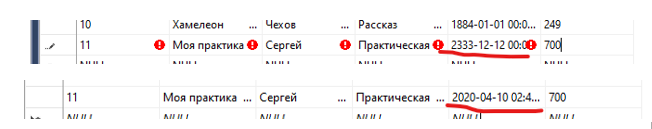 10 Хамелеон ... Чехов ... Рассказ ... 1884-01-01 00:0... 249
11 Моя практика Сергей Практическая 2333-12-12 00:0 700
NULL NULL NULL NULL NULL NULL
11 Моя практика ... Сергей ... Практическая ... 2020-04-10 02:4... 700
NULL NULL NULL NULL NULL NULL